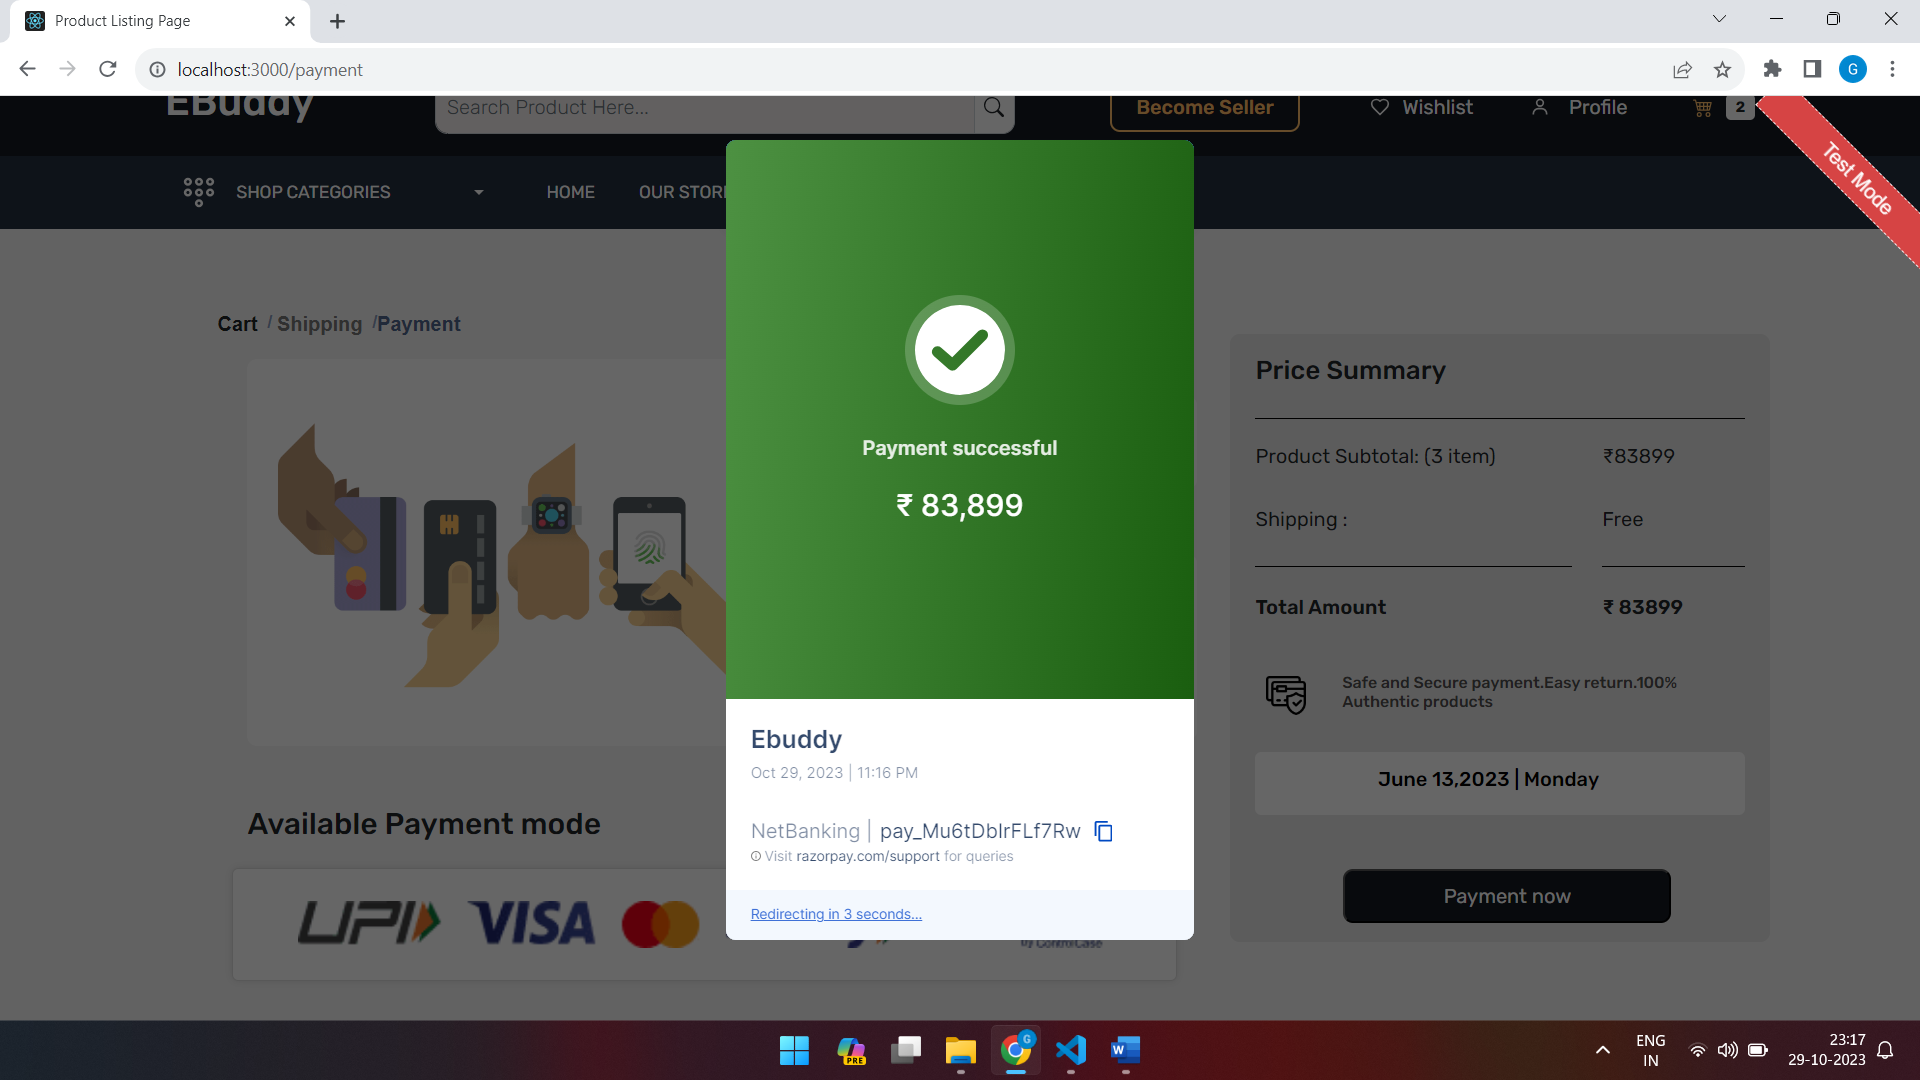 Product Listing Page
localhost:3000/payment
G
EBuddy
Search Product Here...
Become Seller
Wishlist
Profile
2
Test Mode
SHOP CATEGORIES
HOME
Cart / Shipping /Payment
Payment successful
₹ 83,899
Ebuddy
Oct 29, 2023 | 11:16 PM
NetBanking | pay_Mu6tDbIrFLf7Rw
Visit razorpay.com/support for queries
Redirecting in 3 seconds...
Price Summary
Product Subtotal: (3 item) ₹83899
Shipping : Free
Total Amount ₹ 83899
Safe and Secure payment.Easy return.100%
Authentic products
June 13,2023 | Monday
Payment now
Available Payment mode
UPI VISA
by ControlCase
PRE
G
W
ENG
IN
23:17
29-10-2023